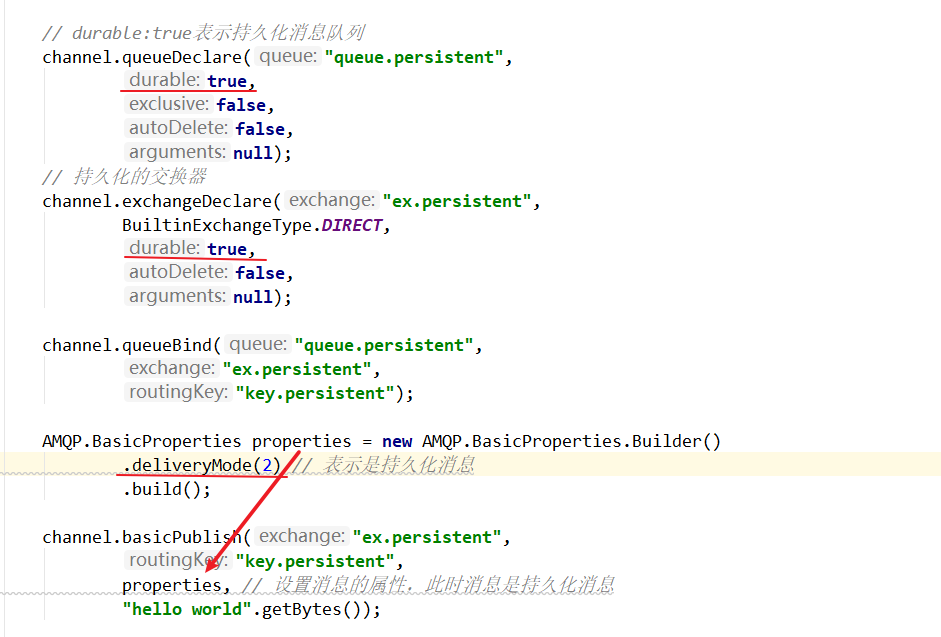 // durable:true表示持久化消息队列
channel.queueDeclare( queue: "queue.persistent",
durable: true,
exclusive: false,
autoDelete: false,
arguments: null);
// 持久化的交换器
channel.exchangeDeclare( exchange: "ex.persistent",
BuiltinExchangeType.DIRECT,
durable: true,
autoDelete: false,
arguments: null);
channel.queueBind( queue: "queue.persistent",
exchange: "ex.persistent",
routingKey: "key.persistent");
AMQP.BasicProperties properties = new AMQP.BasicProperties.Builder()
.deliveryMode(2) // 表示是持久化消息
.build();
channel.basicPublish( exchange: "ex.persistent",
routingKey: "key.persistent",
properties, // 设置消息的属性，此时消息是持久化消息
"hello world".getBytes());